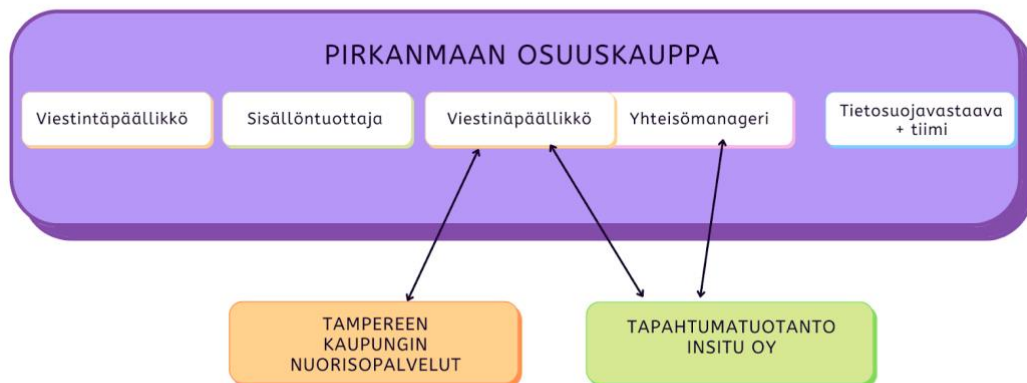 PIRKANMAAN OSUUSKAUPPA
Viestintäpäällikkö
Sisällöntuottaja
Viestinäpäällikkö
Yhteisömanageri
Tietosuojavastaava
+ tiimi
TAMPEREEN
KAUPUNGIN
NUORISOPALVELUT
TAPAHTUMATUOTANTO
INSITU OY